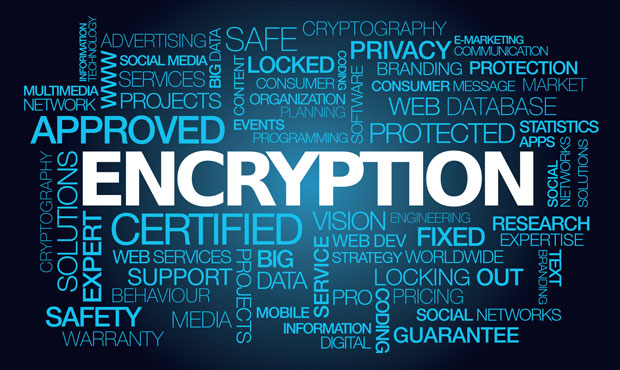 INFORMATION
TECHNOLOGY
WWW
ADVERTISING
SOCIAL MEDIA
SERVICES
PROJECTS
BIG
DATA
MULTIMEDIA
NETWORK
SAFE
CONTENT
LOCKED
CONSUMER
ORGANIZATION
PLANNING
EVENTS
PROGRAMMING
CODING
SOFTWARE
CRYPTOGRAPHY
PRIVACY
E-MARKETING
COMMUNICATION
BRANDING
PROTECTION
CONSUMER MESSAGE
MARKET
WEB DATABASE
APPROVED
PROTECTED
STATISTICS
APPS
ENCRYPTION
CRYPTOGRAPHY
SOLUTIONS
EXPERT
SOCIAL
NETWORKS
SOLUTIONS
CERTIFIED
WEB SERVICES
SUPPORT
BEHAVIOUR
SAFETY
WARRANTY
MEDIA
PROJECTS
BIG
DATA
MOBILE
INFORMATION
DIGITAL
SERVICE
VISION
ENGINEERING
WEB DEV
FIXED
STRATEGY
WORLDWIDE
RESEARCH
EXPERTISE
TEXT
BRANDING
LOCKING OUT
PRO
CODING
PRICING
SOCIAL NETWORKS
GUARANTEE